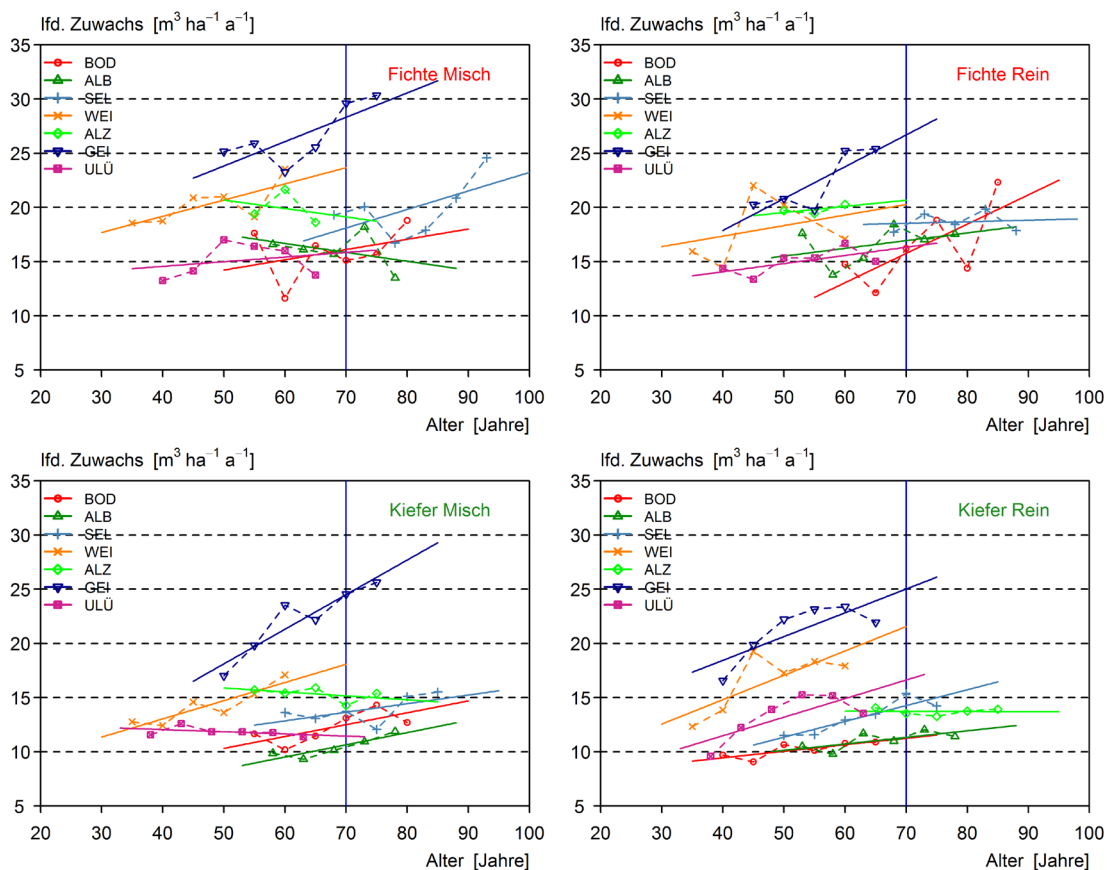 lfd. Zuwachs [m³ ha⁻¹ a⁻¹]
35
30
25
20
15
10
5
BOD
ALB
SEL
WEI
ALZ
GEI
ULÜ
Fichte Misch
20 30 40 50 60 70 80 90 100
Alter [Jahre]
lfd. Zuwachs [m³ ha⁻¹ a⁻¹]
35
30
25
20
15
10
5
BOD
ALB
SEL
WEI
ALZ
GEI
ULÜ
Fichte Rein
20 30 40 50 60 70 80 90 100
Alter [Jahre]
lfd. Zuwachs [m³ ha⁻¹ a⁻¹]
35
30
25
20
15
10
5
BOD
ALB
SEL
WEI
ALZ
GEI
ULÜ
Kiefer Misch
20 30 40 50 60 70 80 90 100
Alter [Jahre]
lfd. Zuwachs [m³ ha⁻¹ a⁻¹]
35
30
25
20
15
10
5
BOD
ALB
SEL
WEI
ALZ
GEI
ULÜ
Kiefer Rein
20 30 40 50 60 70 80 90 100
Alter [Jahre]